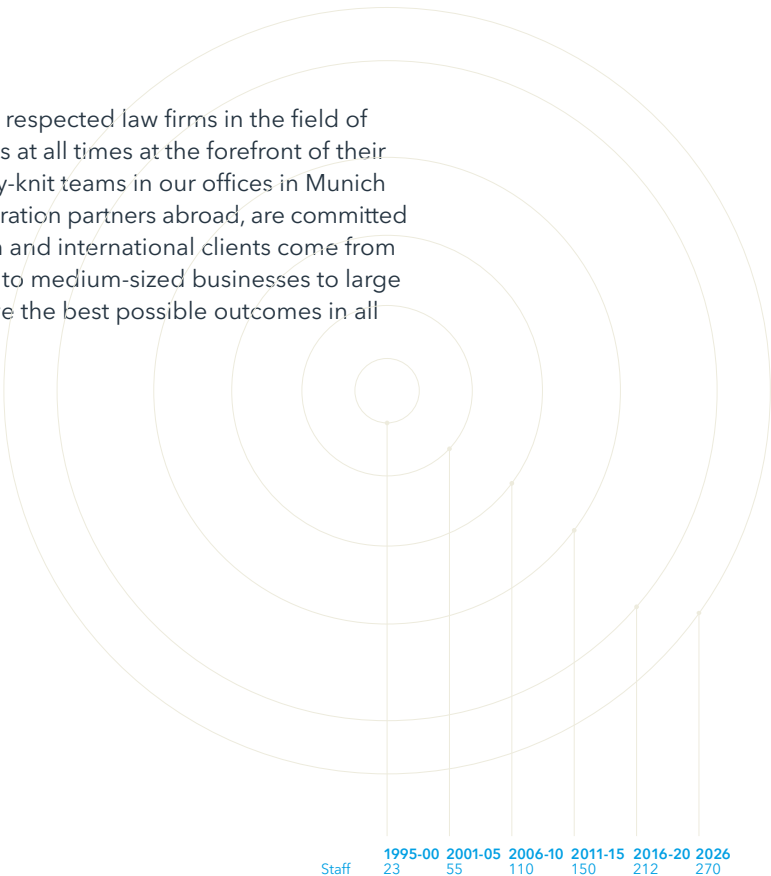 respected law firms in the field of
s at all times at the forefront of their
y-knit teams in our offices in Munich
ration partners abroad, are committed
and international clients come from
to medium-sized businesses to large
e the best possible outcomes in all
1995-00 2001-05 2006-10 2011-15 2016-20 2026
Staff 23 55 110 150 212 270